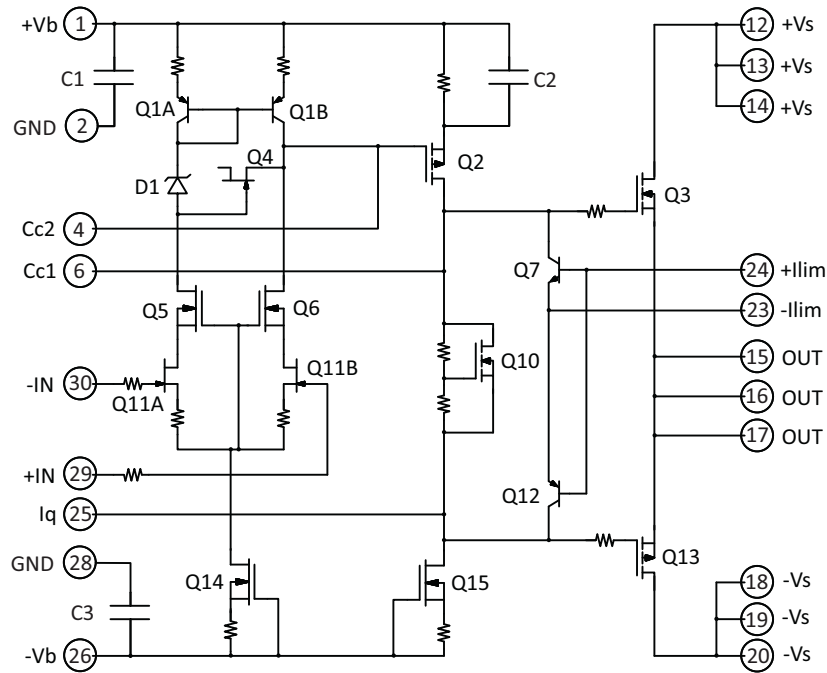 +Vb 1
12 +Vs
C1
C2
13 +Vs
Q1A
Q1B
14 +Vs
GND 2
Q4
Q2
D1
Q3
Cc2 4
Cc1 6
Q7
24 +Ilim
Q5
Q6
23 -Ilim
Q10
15 OUT
-IN 30
Q11B
Q11A
16 OUT
17 OUT
+IN 29
Q12
Iq 25
GND 28
Q14
Q15
Q13
18 -Vs
C3
19 -Vs
-Vb 26
20 -Vs